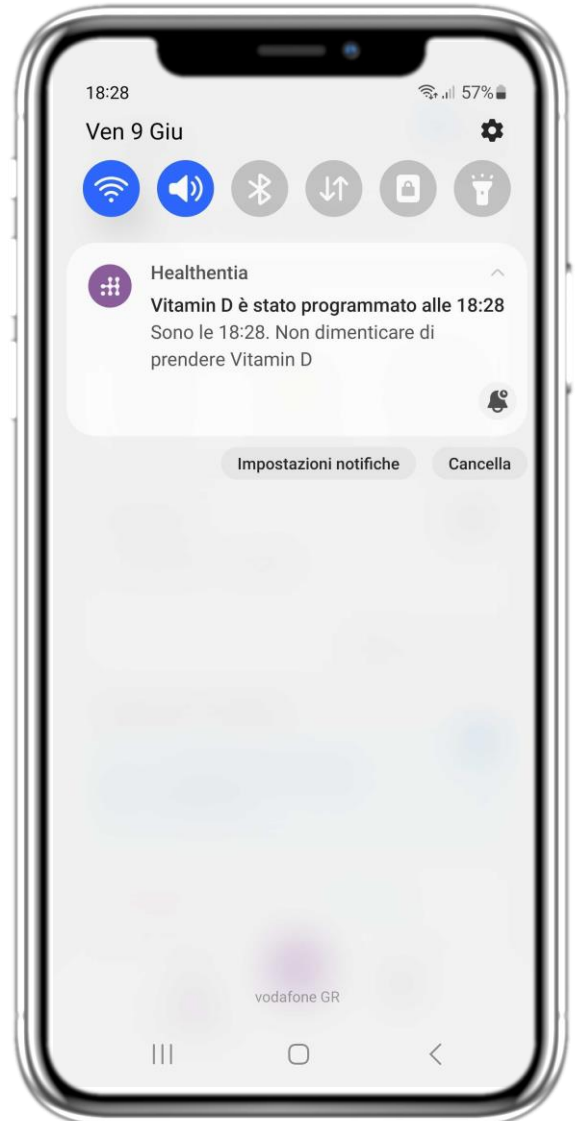 18:28
57%
Ven 9 Giu
Healthentia
Vitamin D è stato programmato alle 18:28
Sono le 18:28. Non dimenticare di
prendere Vitamin D
Impostazioni notifiche
Cancella
vodafone GR